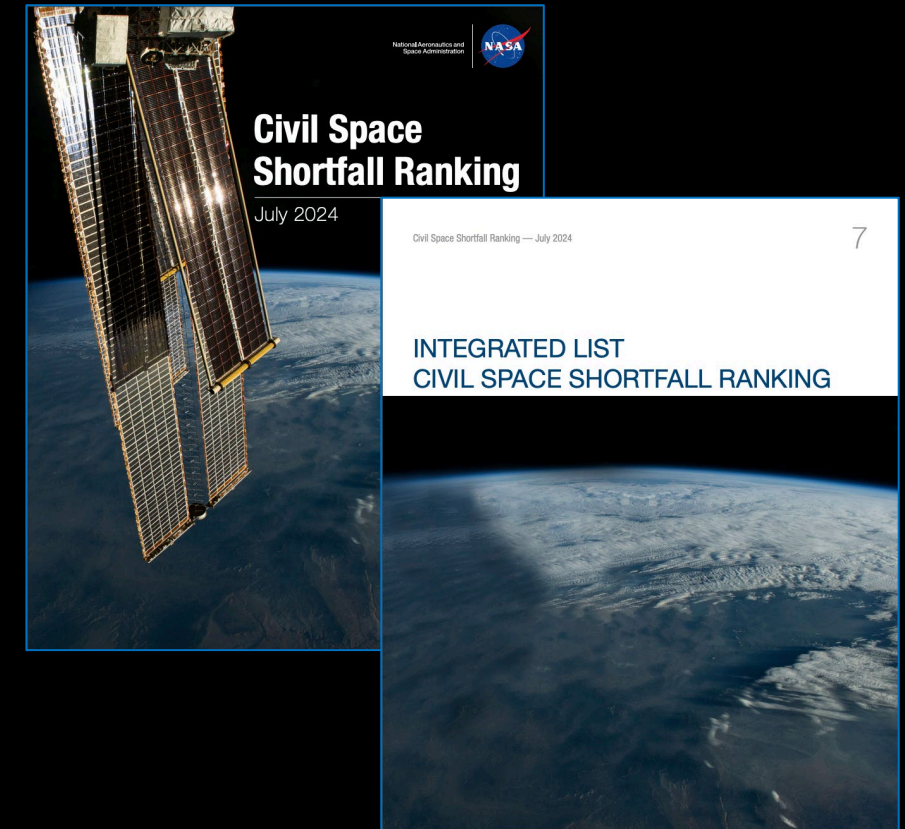 National Aeronautics and
Space Administration
NASA
Civil Space
Shortfall Ranking
July 2024
Civil Space Shortfall Ranking — July 2024
7
INTEGRATED LIST
CIVIL SPACE SHORTFALL RANKING